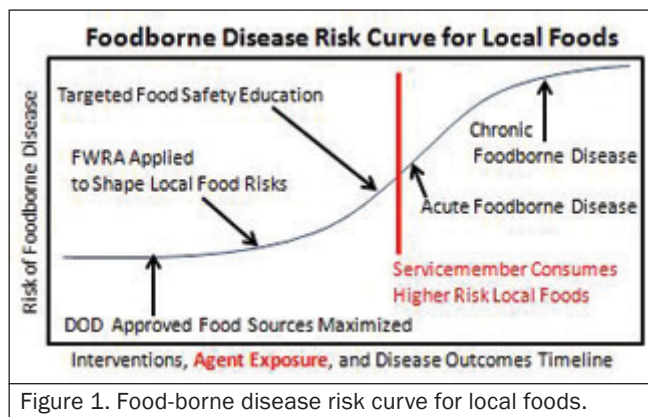 Foodborne Disease Risk Curve for Local Foods
Risk of Foodborne Disease
Targeted Food Safety Education
FWRA Applied
to Shape Local Food Risks
DOD Approved Food Sources Maximized
Chronic
Foodborne Disease
Acute Foodborne Disease
Servicemember Consumes
Higher Risk Local Foods
Interventions, Agent Exposure, and Disease Outcomes Timeline
Figure 1. Food-borne disease risk curve for local foods.